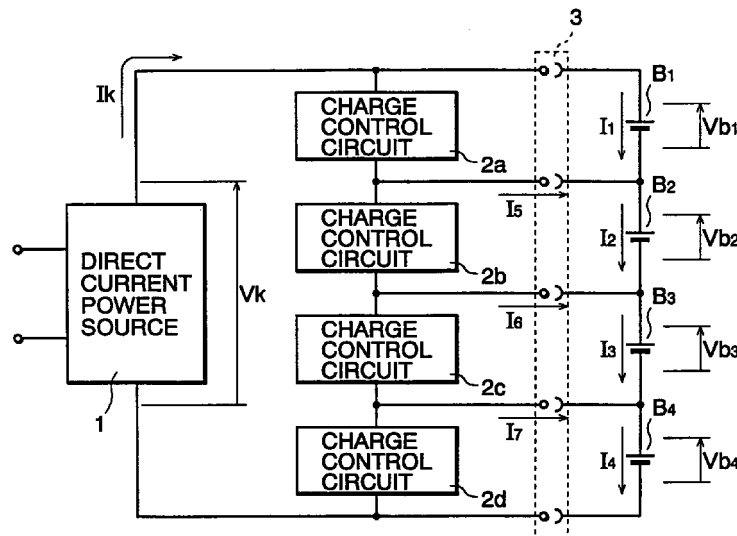 3
Ik
CHARGE
CONTROL
CIRCUIT
2a
I1
B1
Vb1
I5
CHARGE
CONTROL
CIRCUIT
2b
I2
B2
Vb2
DIRECT
CURRENT
POWER
SOURCE
1
Vk
I6
CHARGE
CONTROL
CIRCUIT
2c
I3
B3
Vb3
I7
CHARGE
CONTROL
CIRCUIT
2d
I4
B4
Vb4